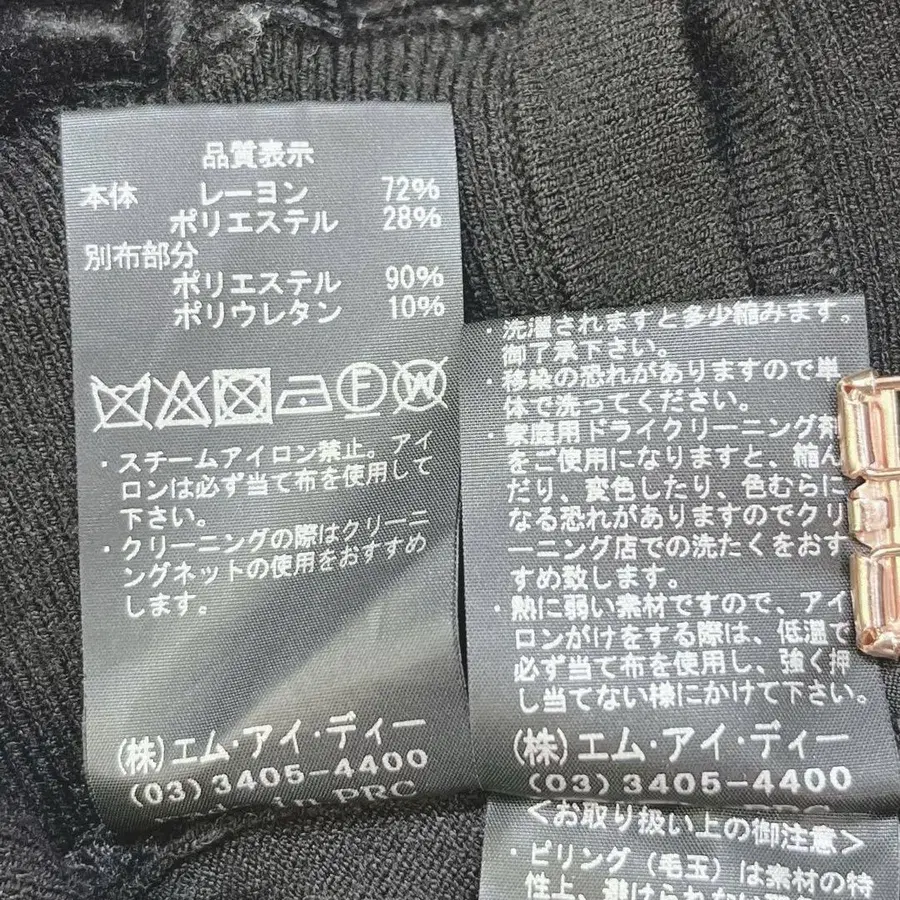 品質表示
本体 レーヨン 72%
ポリエステル 28%
別布部分
ポリエステル 90%
ポリウレタン 10%
F W
・スチームアイロン禁止。アイ
ロンは必ず当て布を使用して
下さい。
・クリーニングの際はクリーニ
ングネットの使用をおすすめ
します。
(株)エム・アイ・ディー
(03)3405-4400
Made in PRC
・洗濯されますと多少縮みます。
御了承下さい。
・移染の恐れがありますので単
体で洗ってください。
・家庭用ドライクリーニング剤
をご使用になりますと、縮ん
だり、変色したり、色むらに
なる恐れがありますのでクリ
ーニング店での洗たくをおす
すめ致します。
・熱に弱い素材ですので、アイ
ロンがけをする際は、低温で
必ず当て布を使用し、強く押
し当てない様にかけて下さい。
(株)エム・アイ・ディー
(03)3405-4400
PRC
<お取り扱い上の御注意>
・ピリング(毛玉)は素材の特
性上、避けられない